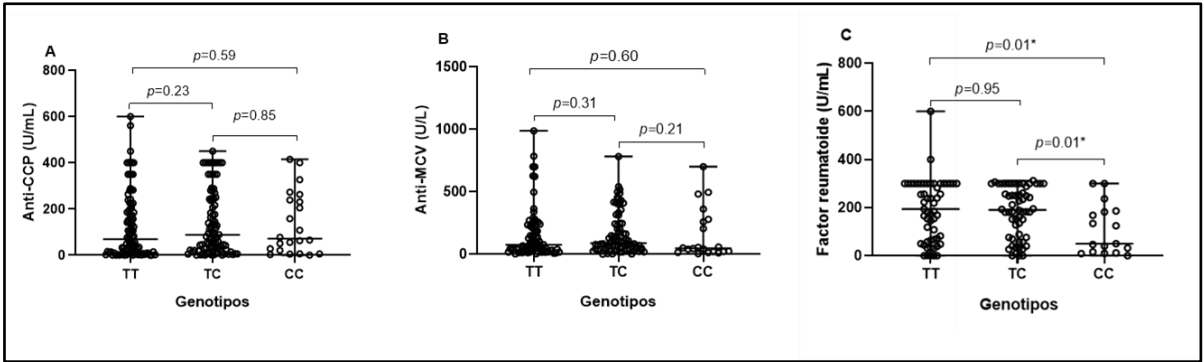 A
p=0.59
p=0.23
p=0.85
Anti-CCP (U/mL)
800
600
400
200
0
TT TC CC
Genotipos
B
p=0.60
p=0.31
p=0.21
Anti-MCV (U/L)
1500
1000
500
0
TT TC CC
Genotipos
C
p=0.01*
p=0.95
p=0.01*
Factor reumatoide (U/mL)
800
600
400
200
0
TT TC CC
Genotipos